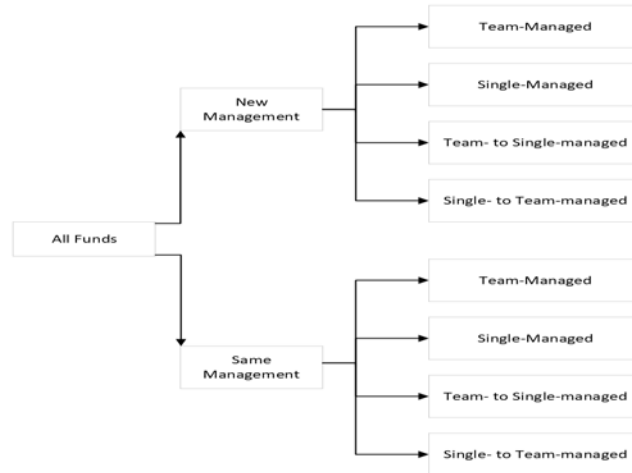 Team-Managed
Single-Managed
New
Management
Team- to Single-managed
Single- to Team-managed
All Funds
Team-Managed
Single-Managed
Same
Management
Team- to Single-managed
Single- to Team-managed